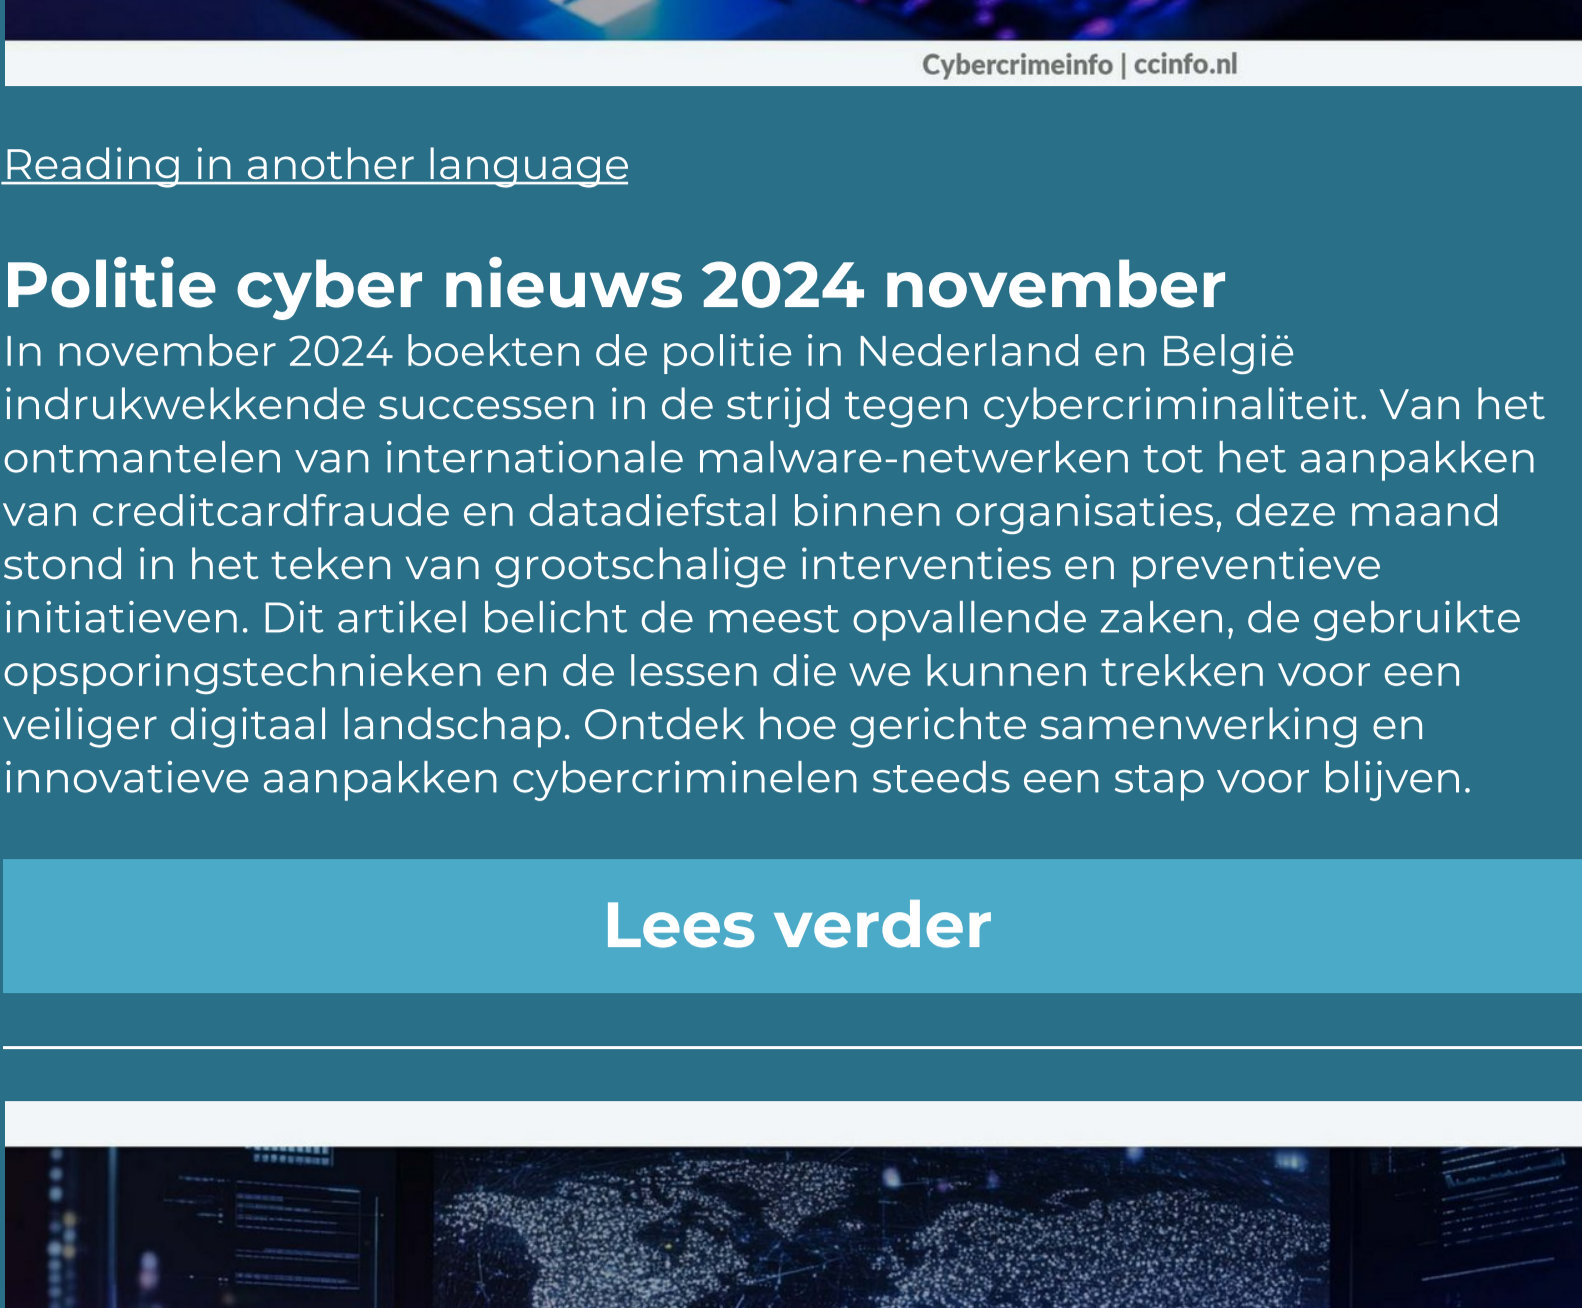 Cybercrimeinfo | ccinfo.nl
Reading in another language
Politie cyber nieuws 2024 november
In november 2024 boekten de politie in Nederland en België
indrukwekkende successen in de strijd tegen cybercriminaliteit. Van het
ontmantelen van internationale malware-netwerken tot het aanpakken
van creditcardfraude en datadiefstal binnen organisaties, deze maand
stond in het teken van grootschalige interventies en preventieve
initiatieven. Dit artikel belicht de meest opvallende zaken, de gebruikte
opsporingstechnieken en de lessen die we kunnen trekken voor een
veiliger digitaal landschap. Ontdek hoe gerichte samenwerking en
innovatieve aanpakken cybercriminelen steeds een stap voor blijven.
Lees verder